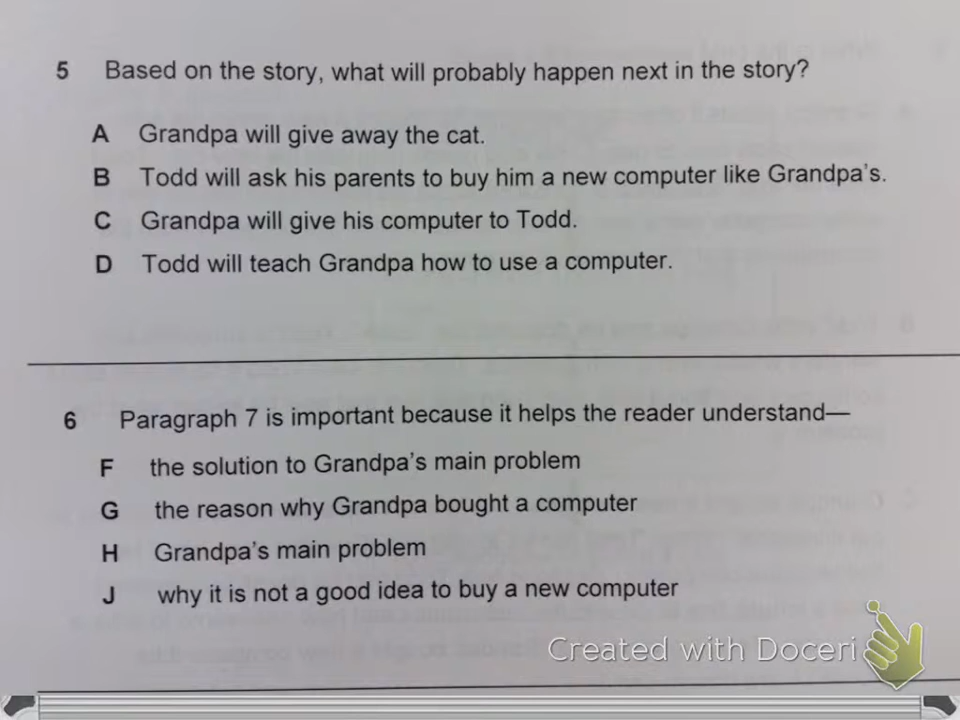 5 Based on the story, what will probably happen next in the story?
A Grandpa will give away the cat.
B Todd will ask his parents to buy him a new computer like Grandpa's.
C Grandpa will give his computer to Todd.
D Todd will teach Grandpa how to use a computer.
6 Paragraph 7 is important because it helps the reader understand—
F the solution to Grandpa's main problem
G the reason why Grandpa bought a computer
H Grandpa's main problem
J why it is not a good idea to buy a new computer
Created with Doceri